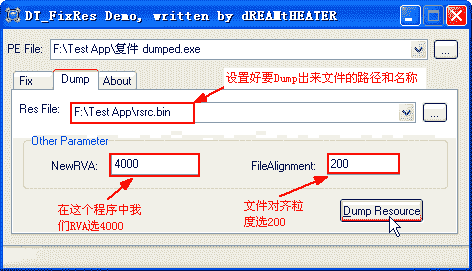 DT_FixRes Demo, written by dREAMtHEATER
PE File: F:\Test App\复件 dumped.exe ...
Fix Dump About
设置好要Dump出来文件的路径和名称
Res File: F:\Test App\rsrc.bin ...
Other Parameter
NewRVA: 4000 FileAlignment: 200
在这个程序中我
们RVA选4000
文件对齐粒
度选200
Dump Resource